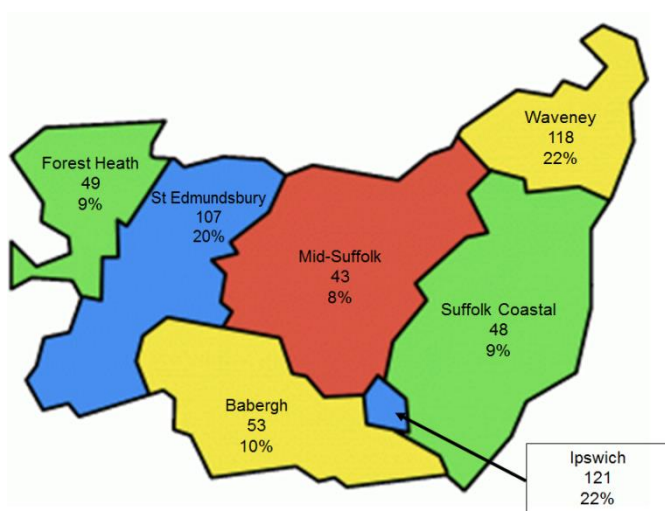 Waveney
118
22%
Forest Heath
49
9%
St Edmundsbury
107
20%
Mid-Suffolk
43
8%
Suffolk Coastal
48
9%
Babergh
53
10%
Ipswich
121
22%